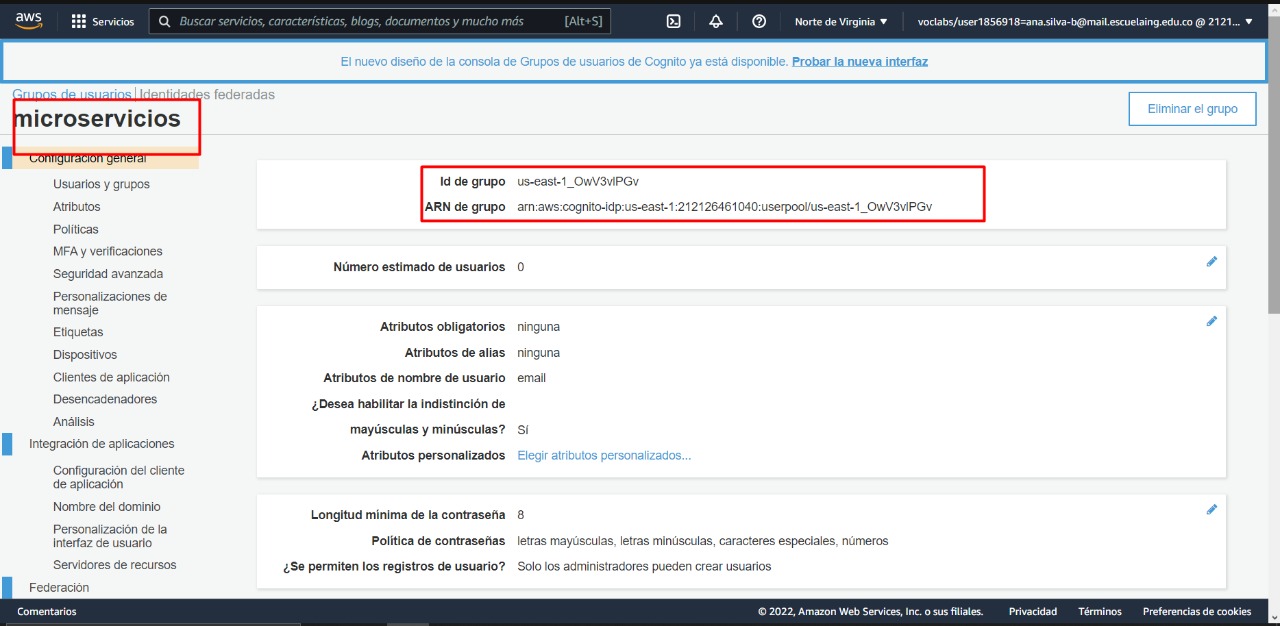 aws
Servicios
Buscar servicios, características, blogs, documentos y mucho más [Alt+S]
Norte de Virginia
voclabs/user1856918=ana.silva-b@mail.escuelaing.edu.co @ 2121...
El nuevo diseño de la consola de Grupos de usuarios de Cognito ya está disponible. Probar la nueva interfaz
Grupos de usuarios Identidades federadas
microservicios
Eliminar el grupo
Configuración general
Usuarios y grupos
Atributos
Políticas
MFA y verificaciones
Seguridad avanzada
Personalizaciones de
mensaje
Etiquetas
Dispositivos
Clientes de aplicación
Desencadenadores
Análisis
Integración de aplicaciones
Configuración del cliente
de aplicación
Nombre del dominio
Personalización de la
interfaz de usuario
Servidores de recursos
Federación
Id de grupo us-east-1_OwV3vlPGv
ARN de grupo arn:aws:cognito-idp:us-east-1:212126461040:userpool/us-east-1_OwV3vlPGv
Número estimado de usuarios 0
Atributos obligatorios ninguna
Atributos de alias ninguna
Atributos de nombre de usuario email
¿Desea habilitar la indistinción de
mayúsculas y minúsculas? Sí
Atributos personalizados Elegir atributos personalizados...
Longitud mínima de la contraseña 8
Política de contraseñas letras mayúsculas, letras minúsculas, caracteres especiales, números
¿Se permiten los registros de usuario? Solo los administradores pueden crear usuarios
Comentarios
© 2022, Amazon Web Services, Inc. o sus filiales.
Privacidad
Términos
Preferencias de cookies